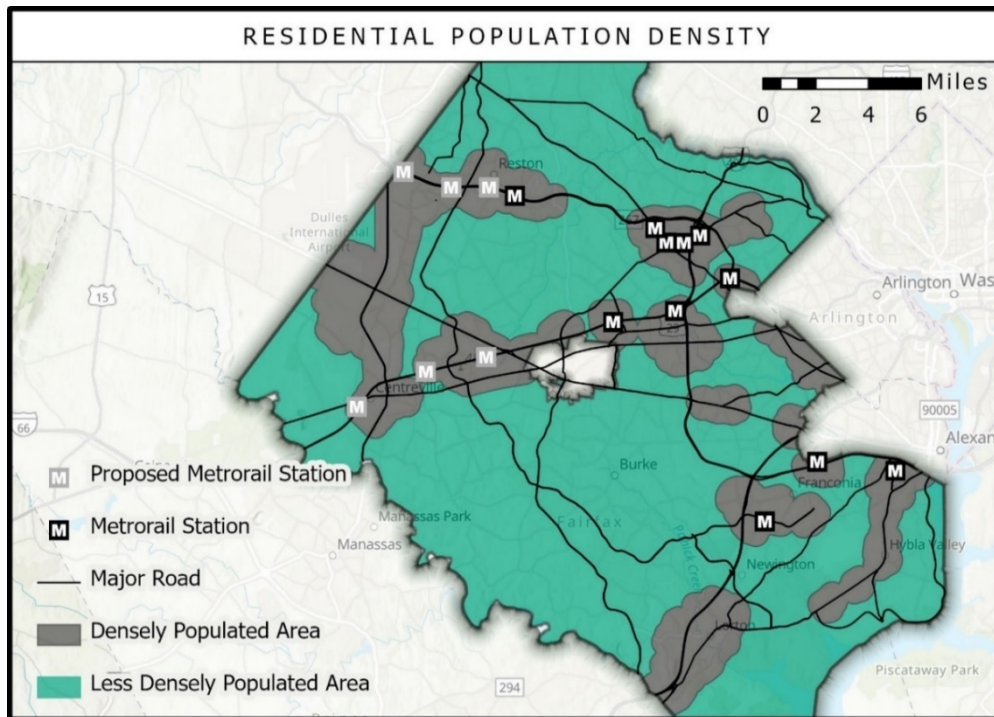 RESIDENTIAL POPULATION DENSITY
Miles
0 2 4 6
Reston
Dulles
International
Airport
M M M M
M M M M
M
M
M
M
M
M
15
29
Arlington
Was
Arlington
Centreville
66
90005
Alexan
M
M
Burke
Franconia
M
Fairfax
Manassas Park
Manassas
Hybla Valley
Newington
Lorton
M Proposed Metrorail Station
M Metrorail Station
Major Road
Densely Populated Area
Less Densely Populated Area
294
Piscataway Park